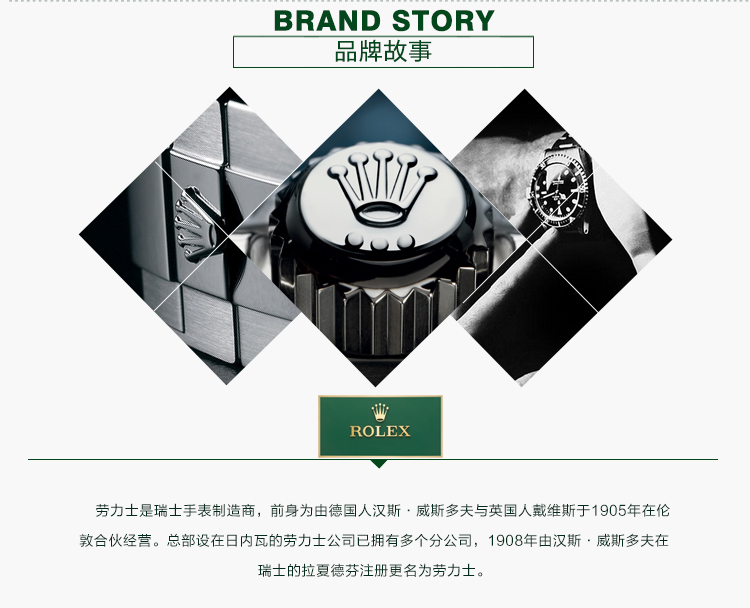 BRAND STORY
品牌故事
ROLEX
劳力士是瑞士手表制造商，前身为由德国人汉斯·威斯多夫与英国人戴维斯于1905年在伦
敦合伙经营。总部设在日内瓦的劳力士公司已拥有多个分公司，1908年由汉斯·威斯多夫在
瑞士的拉夏德芬注册更名为劳力士。